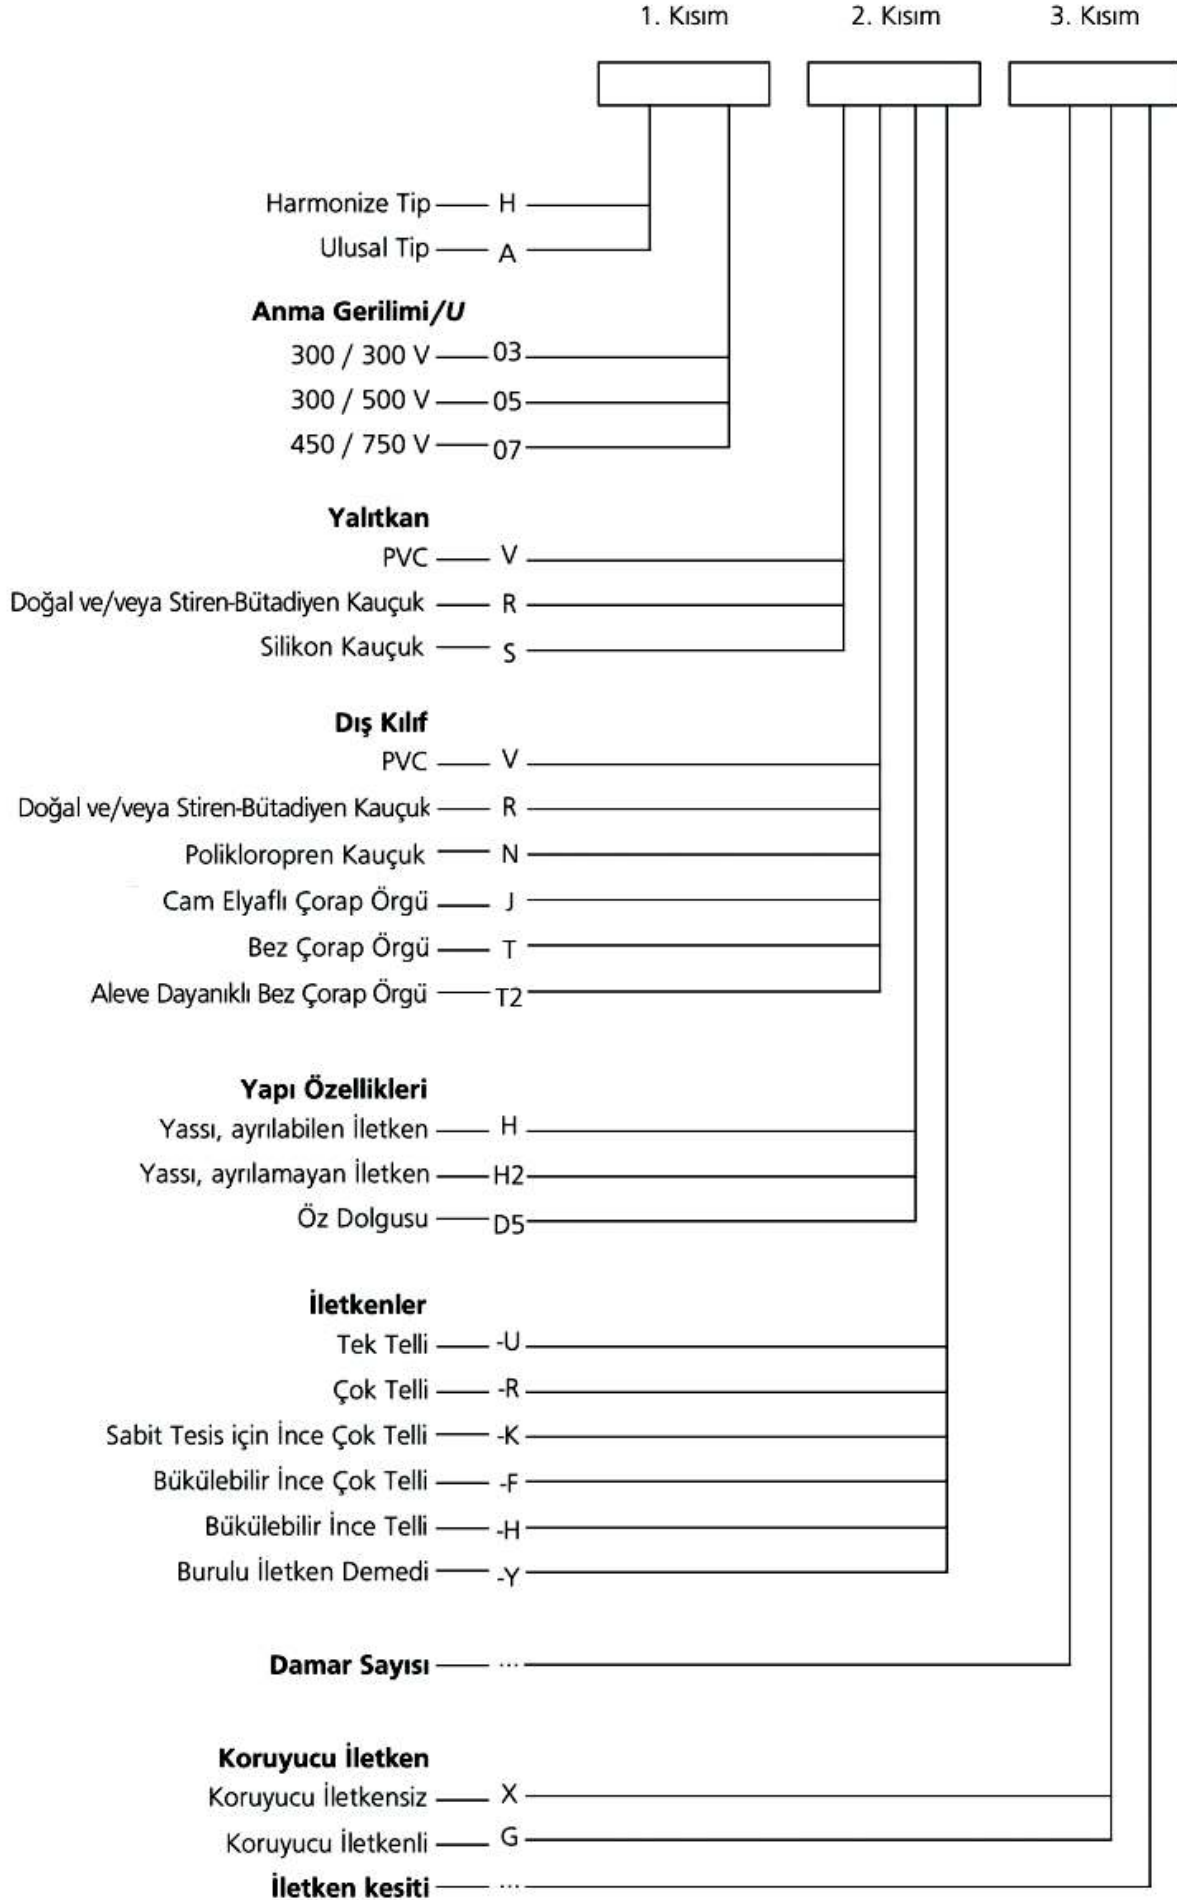 1. Kısım 2. Kısım 3. Kısım
Harmonize Tip H
Ulusal Tip A
Anma Gerilimi/U
300 / 300 V 03
300 / 500 V 05
450 / 750 V 07
Yalıtkan
PVC V
Doğal ve/veya Stiren-Bütadiyen Kauçuk R
Silikon Kauçuk S
Dış Kılıf
PVC V
Doğal ve/veya Stiren-Bütadiyen Kauçuk R
Polikloropren Kauçuk N
Cam Elyaflı Çorap Örgü J
Bez Çorap Örgü T
Aleve Dayanıklı Bez Çorap Örgü T2
Yapı Özellikleri
Yassı, ayrılabilen İletken H
Yassı, ayrılamayan İletken H2
Öz Dolgusu D5
İletkenler
Tek Telli -U
Çok Telli -R
Sabit Tesis için İnce Çok Telli -K
Bükülebilir İnce Çok Telli -F
Bükülebilir İnce Telli -H
Burulu İletken Demedi -Y
Damar Sayısı ...
Koruyucu İletken
Koruyucu İletkensiz X
Koruyucu İletkenli G
İletken kesiti ...